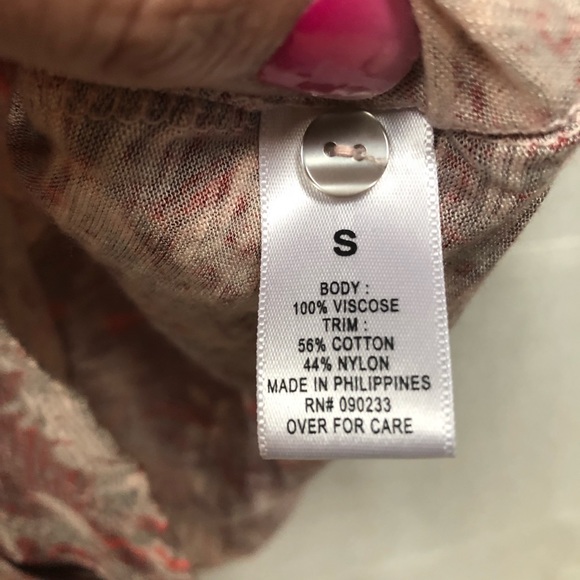 S
BODY :
100% VISCOSE
TRIM :
56% COTTON
44% NYLON
MADE IN PHILIPPINES
RN# 090233
OVER FOR CARE